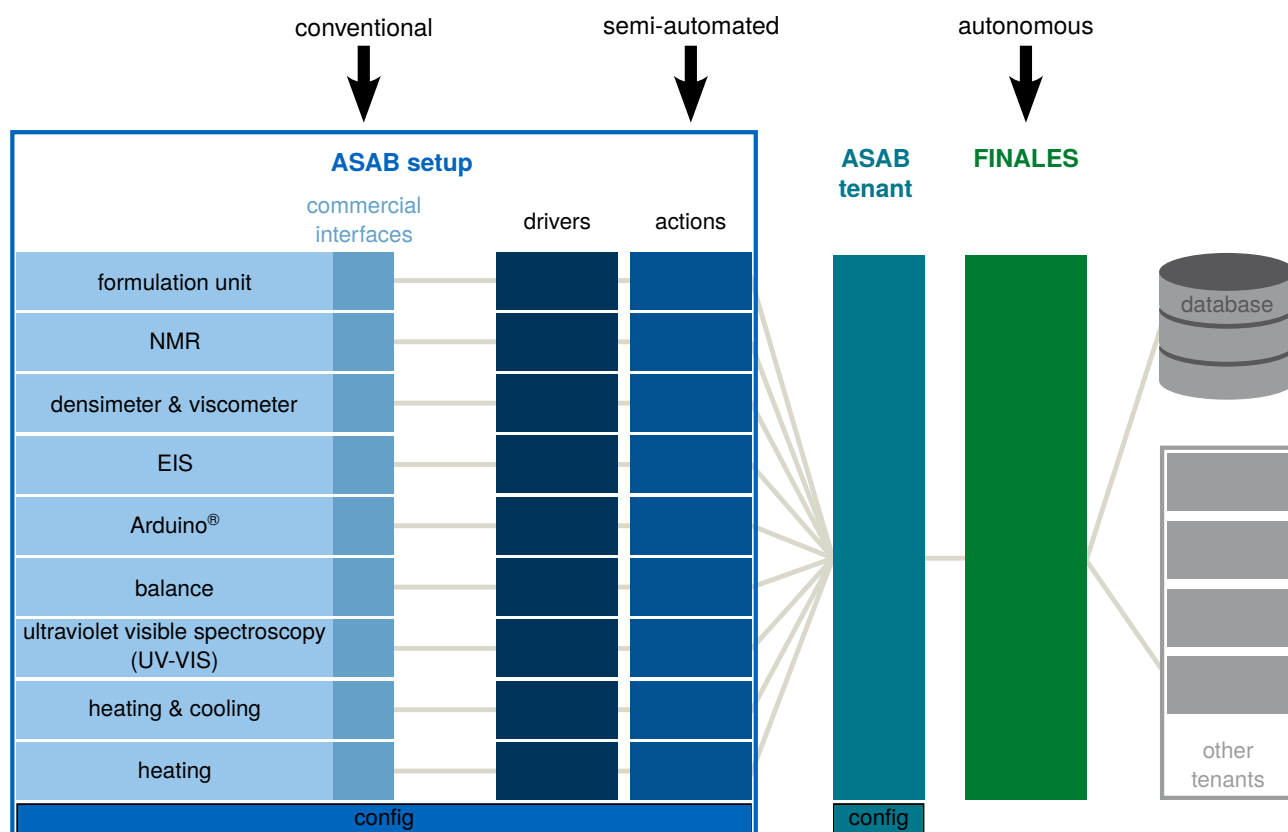 conventional
semi-automated
autonomous
ASAB setup
ASAB
tenant
FINALES
commercial
interfaces
drivers
actions
formulation unit
NMR
densimeter & viscometer
EIS
Arduino®
balance
ultraviolet visible spectroscopy
(UV-VIS)
heating & cooling
heating
config
config
database
other
tenants